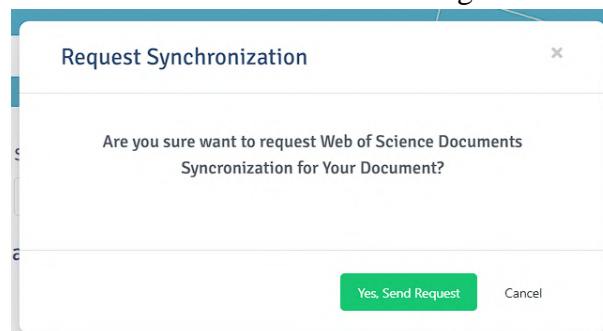 Request Synchronization
×
Are you sure want to request Web of Science Documents
Syncronization for Your Document?
Yes, Send Request
Cancel